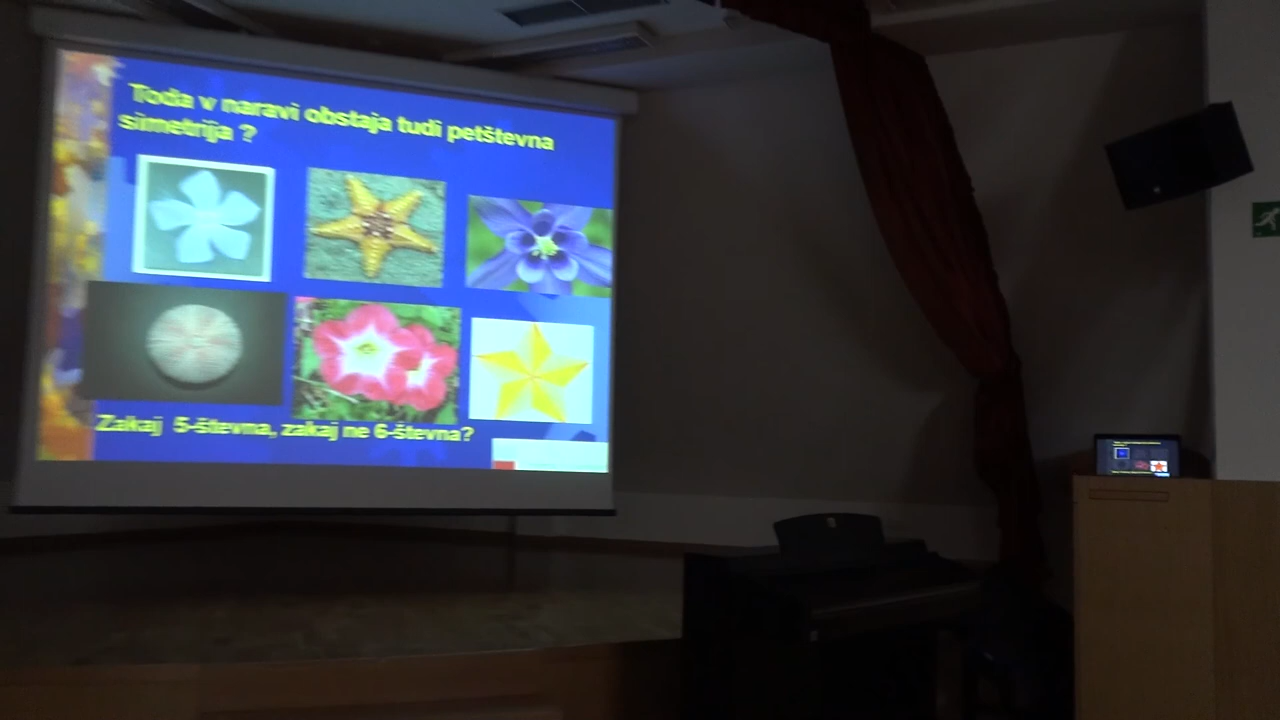 Toda v naravi obstaja tudi petštevna
simetrija ?
Zakaj 5-števna, zakaj ne 6-števna?